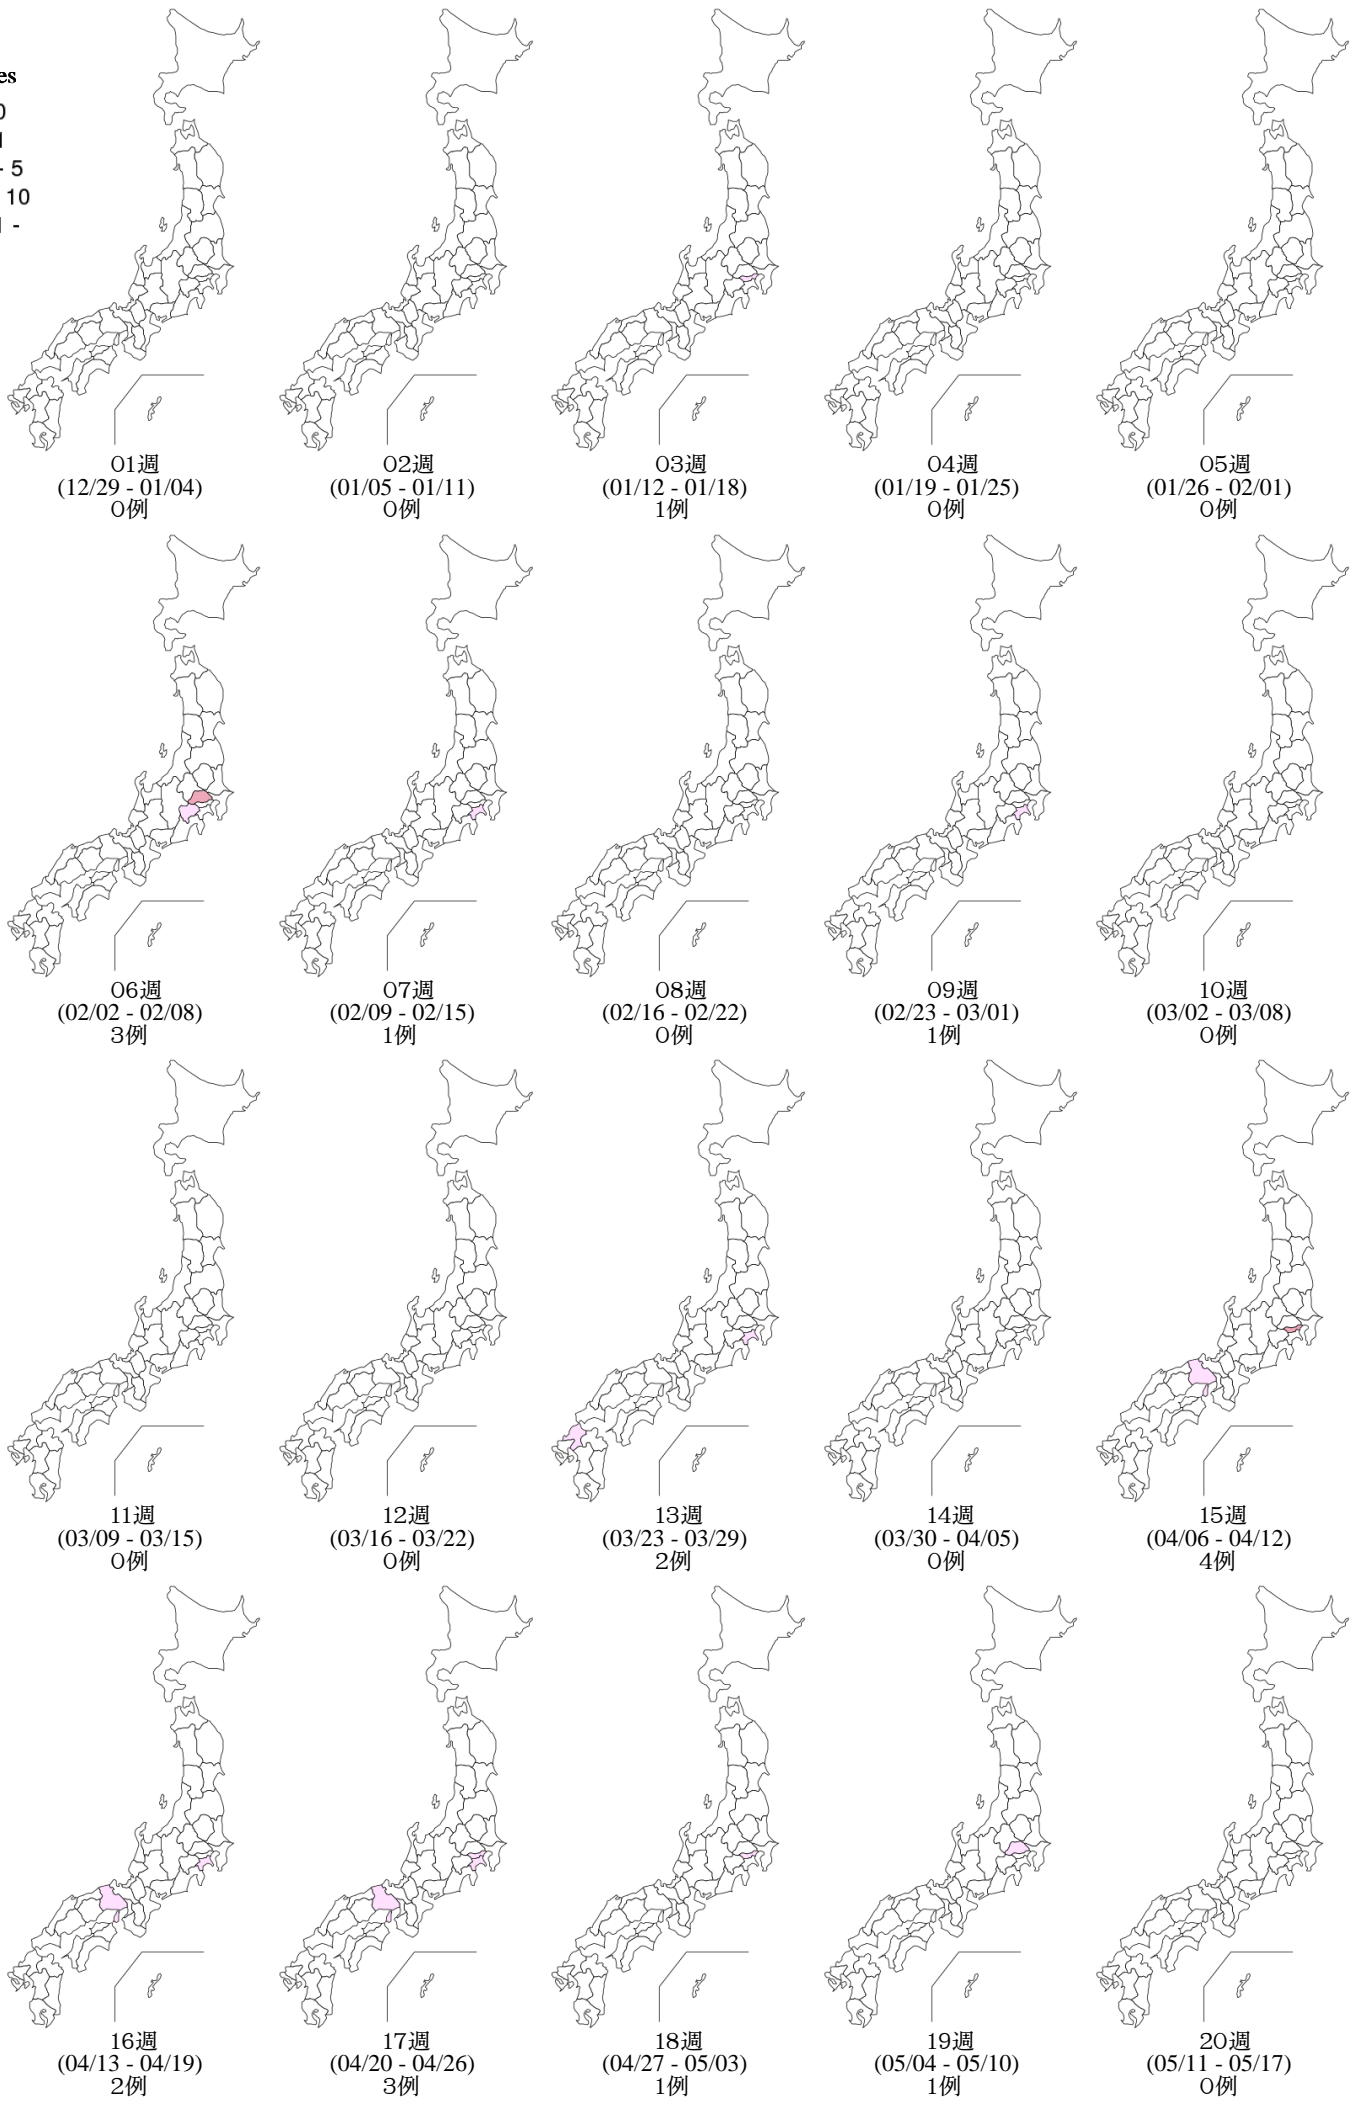 es
0
- 5
10
-
01週
(12/29 - 01/04)
0例
02週
(01/05 - 01/11)
0例
03週
(01/12 - 01/18)
1例
04週
(01/19 - 01/25)
0例
05週
(01/26 - 02/01)
0例
06週
(02/02 - 02/08)
3例
07週
(02/09 - 02/15)
1例
08週
(02/16 - 02/22)
0例
09週
(02/23 - 03/01)
1例
10週
(03/02 - 03/08)
0例
11週
(03/09 - 03/15)
0例
12週
(03/16 - 03/22)
0例
13週
(03/23 - 03/29)
2例
14週
(03/30 - 04/05)
0例
15週
(04/06 - 04/12)
4例
16週
(04/13 - 04/19)
2例
17週
(04/20 - 04/26)
3例
18週
(04/27 - 05/03)
1例
19週
(05/04 - 05/10)
1例
20週
(05/11 - 05/17)
0例